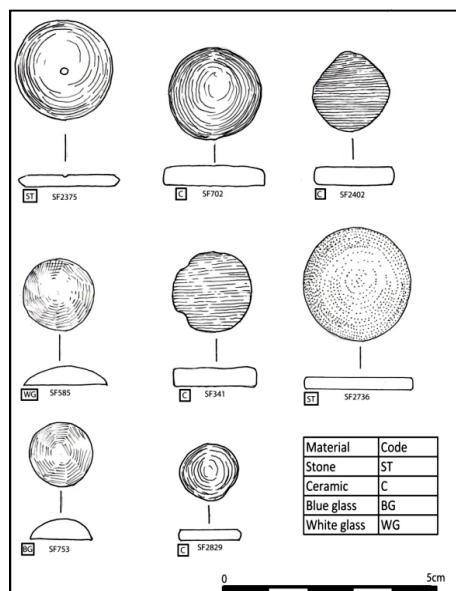 ST SF2375
C SF702
C SF2402
WG SF585
C SF341
ST SF2736
BG SF753
C SF2829
Material Code
Stone ST
Ceramic C
Blue glass BG
White glass WG
0 5cm